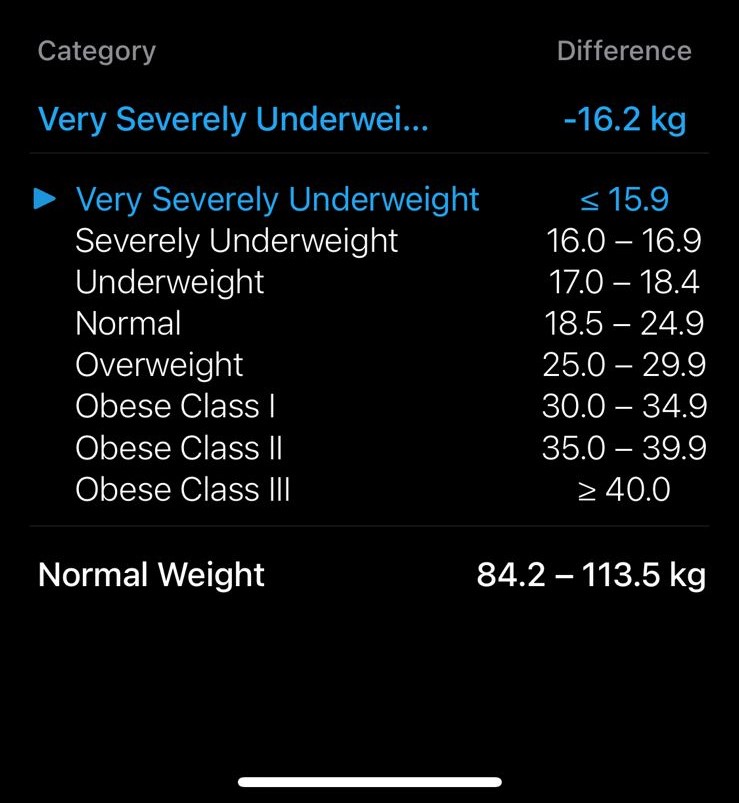 Category Difference
Very Severely Underwei... -16.2 kg
Very Severely Underweight ≤ 15.9
Severely Underweight 16.0 – 16.9
Underweight 17.0 – 18.4
Normal 18.5 – 24.9
Overweight 25.0 – 29.9
Obese Class I 30.0 – 34.9
Obese Class II 35.0 – 39.9
Obese Class III ≥ 40.0
Normal Weight 84.2 – 113.5 kg